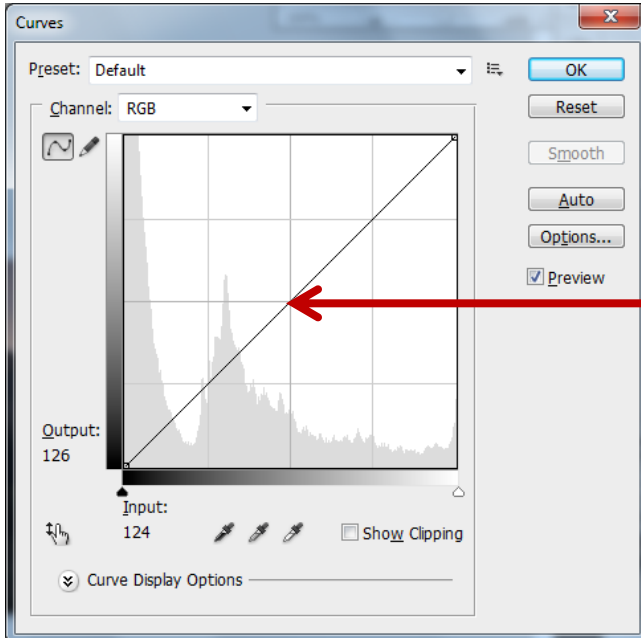 Curves
Preset: Default
OK
Channel: RGB
Reset
Smooth
Auto
Options...
Preview
Output:
126
Input:
124
Show Clipping
Curve Display Options